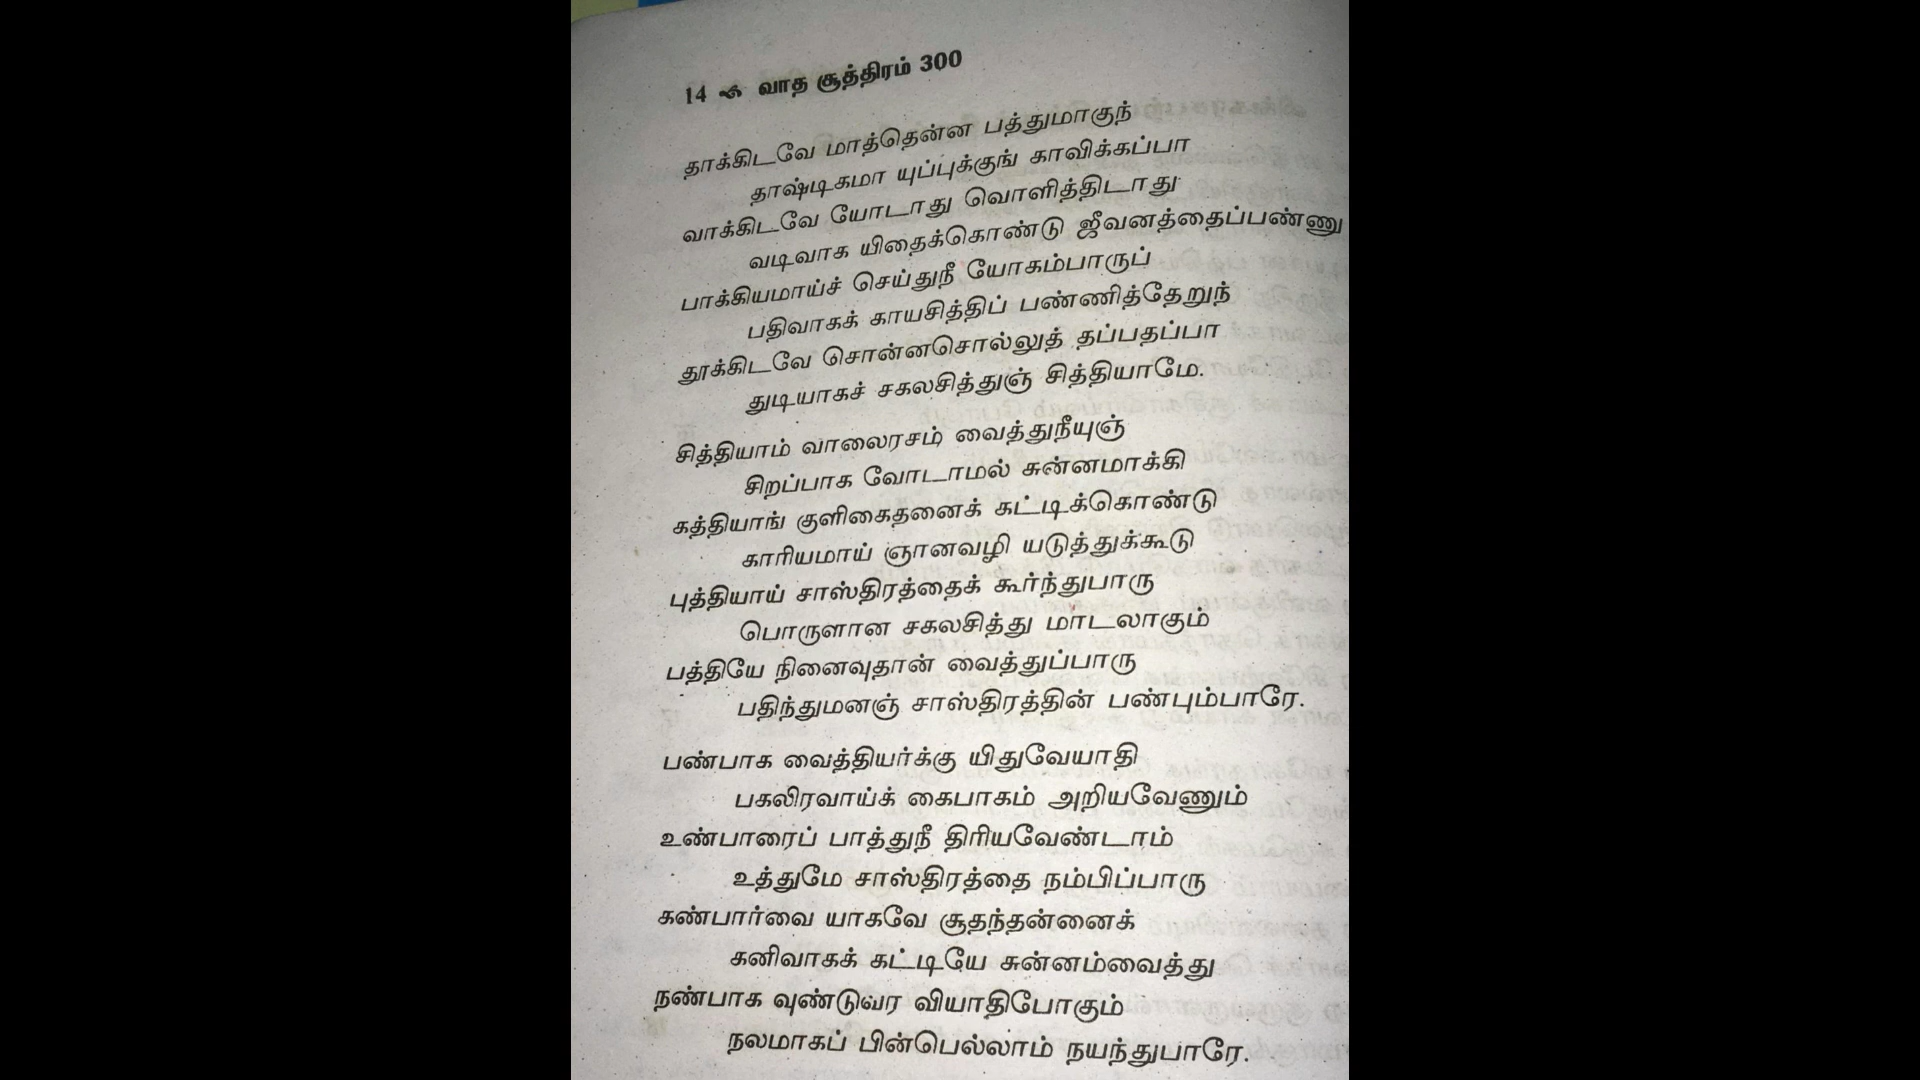 14 வாத சூத்திரம் 300
தாக்கிடவே மாத்தென்ன பத்துமாகுந்
தாஷ்டிகமா யுப்புக்குங் காவிக்கப்பா
வாக்கிடவே யோடாது வொளித்திடாது
வடிவாக யிதைக்கொண்டு ஜீவனத்தைப்பண்ணு
பாக்கியமாய்ச் செய்துநீ யோகம்பாருப்
பதிவாகக் காயசித்திப் பண்ணித்தேறுந்
தூக்கிடவே சொன்னசொல்லுத் தப்பதப்பா
துடியாகச் சகலசித்துஞ் சித்தியாமே.
சித்தியாம் வாலைரசம் வைத்துநீயுஞ்
சிறப்பாக வோடாமல் சுன்னமாக்கி
கத்தியாங் குளிகைதனைக் கட்டிக்கொண்டு
காரியமாய் ஞானவழி யடுத்துக்கூடு
புத்தியாய் சாஸ்திரத்தைக் கூர்ந்துபாரு
பொருளான சகலசித்து மாடலாகும்
பத்தியே நினைவுதான் வைத்துப்பாரு
பதிந்துமனஞ் சாஸ்திரத்தின் பண்பும்பாரே.
பண்பாக வைத்தியர்க்கு யிதுவேயாதி
பகலிரவாய்க் கைபாகம் அறியவேணும்
உண்பாரைப் பாத்துநீ திரியவேண்டாம்
உத்துமே சாஸ்திரத்தை நம்பிப்பாரு
கண்பார்வை யாகவே சூதந்தன்னைக்
கனிவாகக் கட்டியே சுன்னம்வைத்து
நண்பாக வுண்டுவர வியாதிபோகும்
நலமாகப் பின்பெல்லாம் நயந்துபாரே.